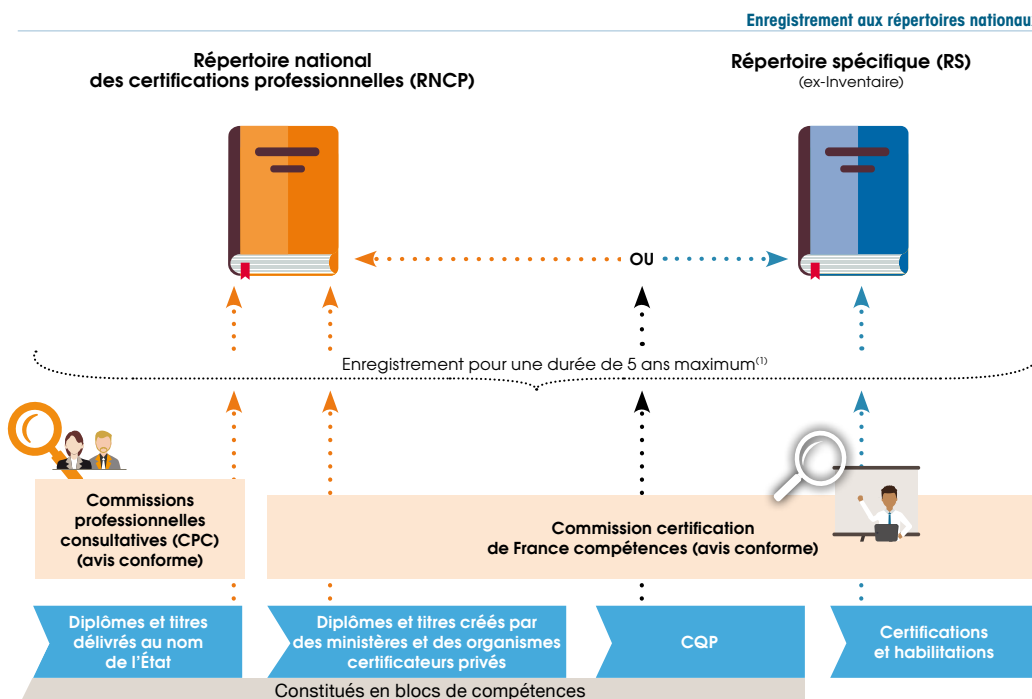 Enregistrement aux répertoires nationaux
Répertoire national
des certifications professionnelles (RNCP)
Répertoire spécifique (RS)
(ex-Inventaire)
OU
Enregistrement pour une durée de 5 ans maximum(1)
Commissions
professionnelles
consultatives (CPC)
(avis conforme)
Commission certification
de France compétences (avis conforme)
Diplômes et titres
délivrés au nom
de l'État
Diplômes et titres créés par
des ministères et des organismes
certificateurs privés
CQP
Certifications
et habilitations
Constitués en blocs de compétences